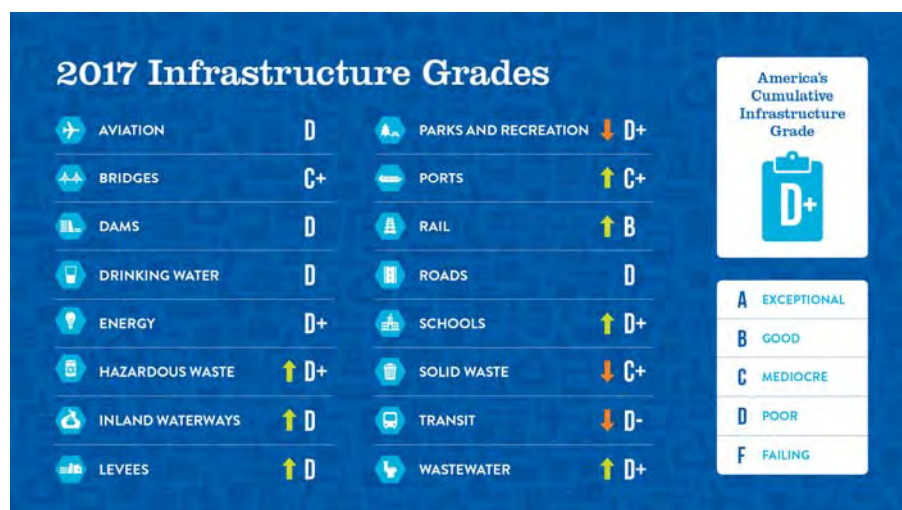 2017 Infrastructure Grades
AVIATION D
BRIDGES C+
DAMS D
DRINKING WATER D
ENERGY D+
HAZARDOUS WASTE ↑ D+
INLAND WATERWAYS ↑ D
LEVEES ↑ D
PARKS AND RECREATION ↓ D+
PORTS ↑ C+
RAIL ↑ B
ROADS D
SCHOOLS ↑ D+
SOLID WASTE ↓ C+
TRANSIT ↓ D-
WASTEWATER ↑ D+
America's
Cumulative
Infrastructure
Grade
D+
A EXCEPTIONAL
B GOOD
C MEDIOCRE
D POOR
F FAILING